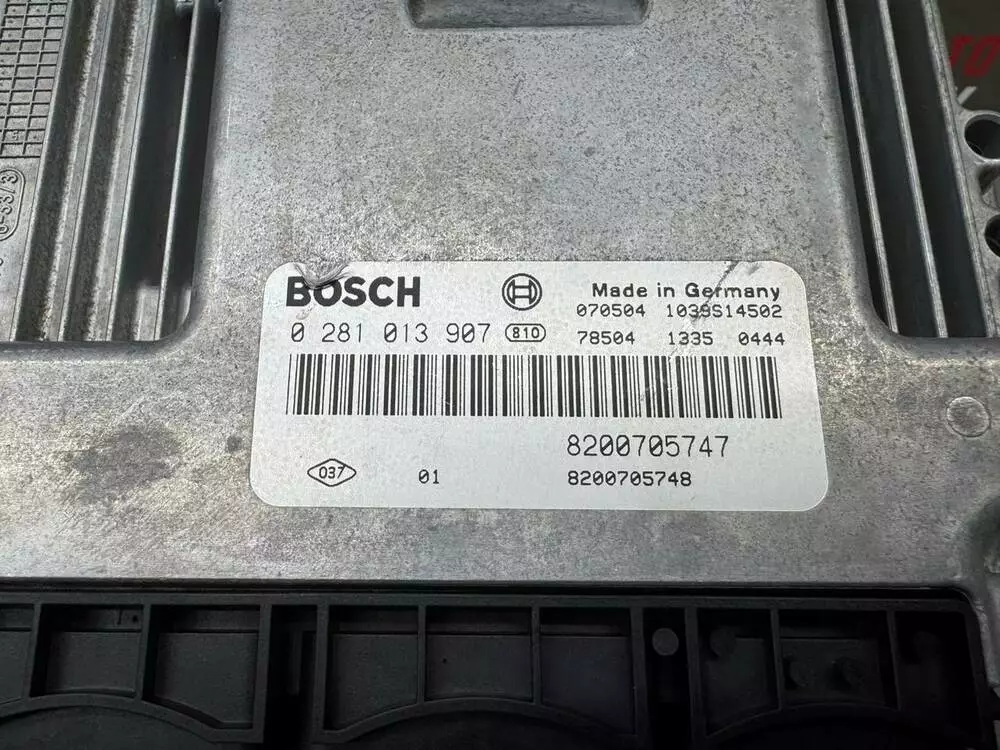 BOSCH
Made in Germany
070504 1039S14502
0 281 013 907 810
78504 1335 0444
8200705747
037 01 8200705748